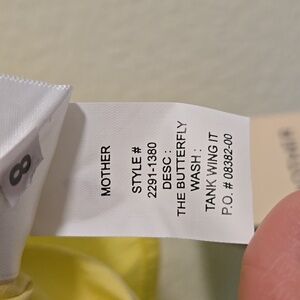 MOTHER
STYLE #
2291-1380
DESC :
THE BUTTERFLY
WASH :
TANK WING IT
P.O. # 08382-00
8